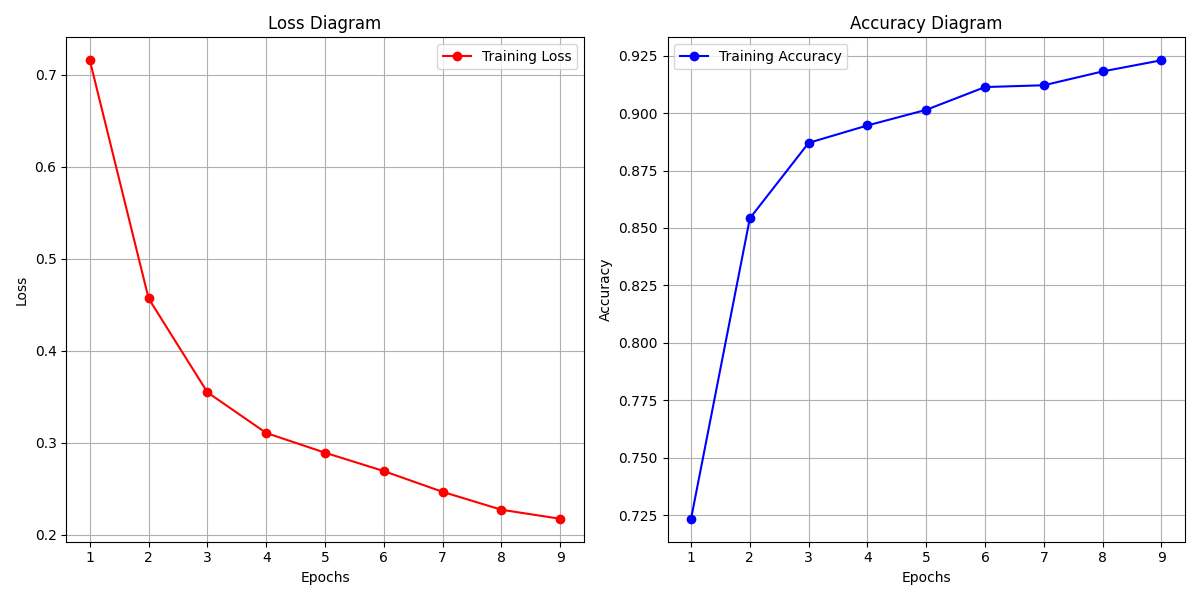 Loss Diagram
Training Loss
0.7
0.6
0.5
0.4
0.3
0.2
Loss
1 2 3 4 5 6 7 8 9
Epochs
Accuracy Diagram
Training Accuracy
0.925
0.900
0.875
0.850
0.825
0.800
0.775
0.750
0.725
Accuracy
1 2 3 4 5 6 7 8 9
Epochs